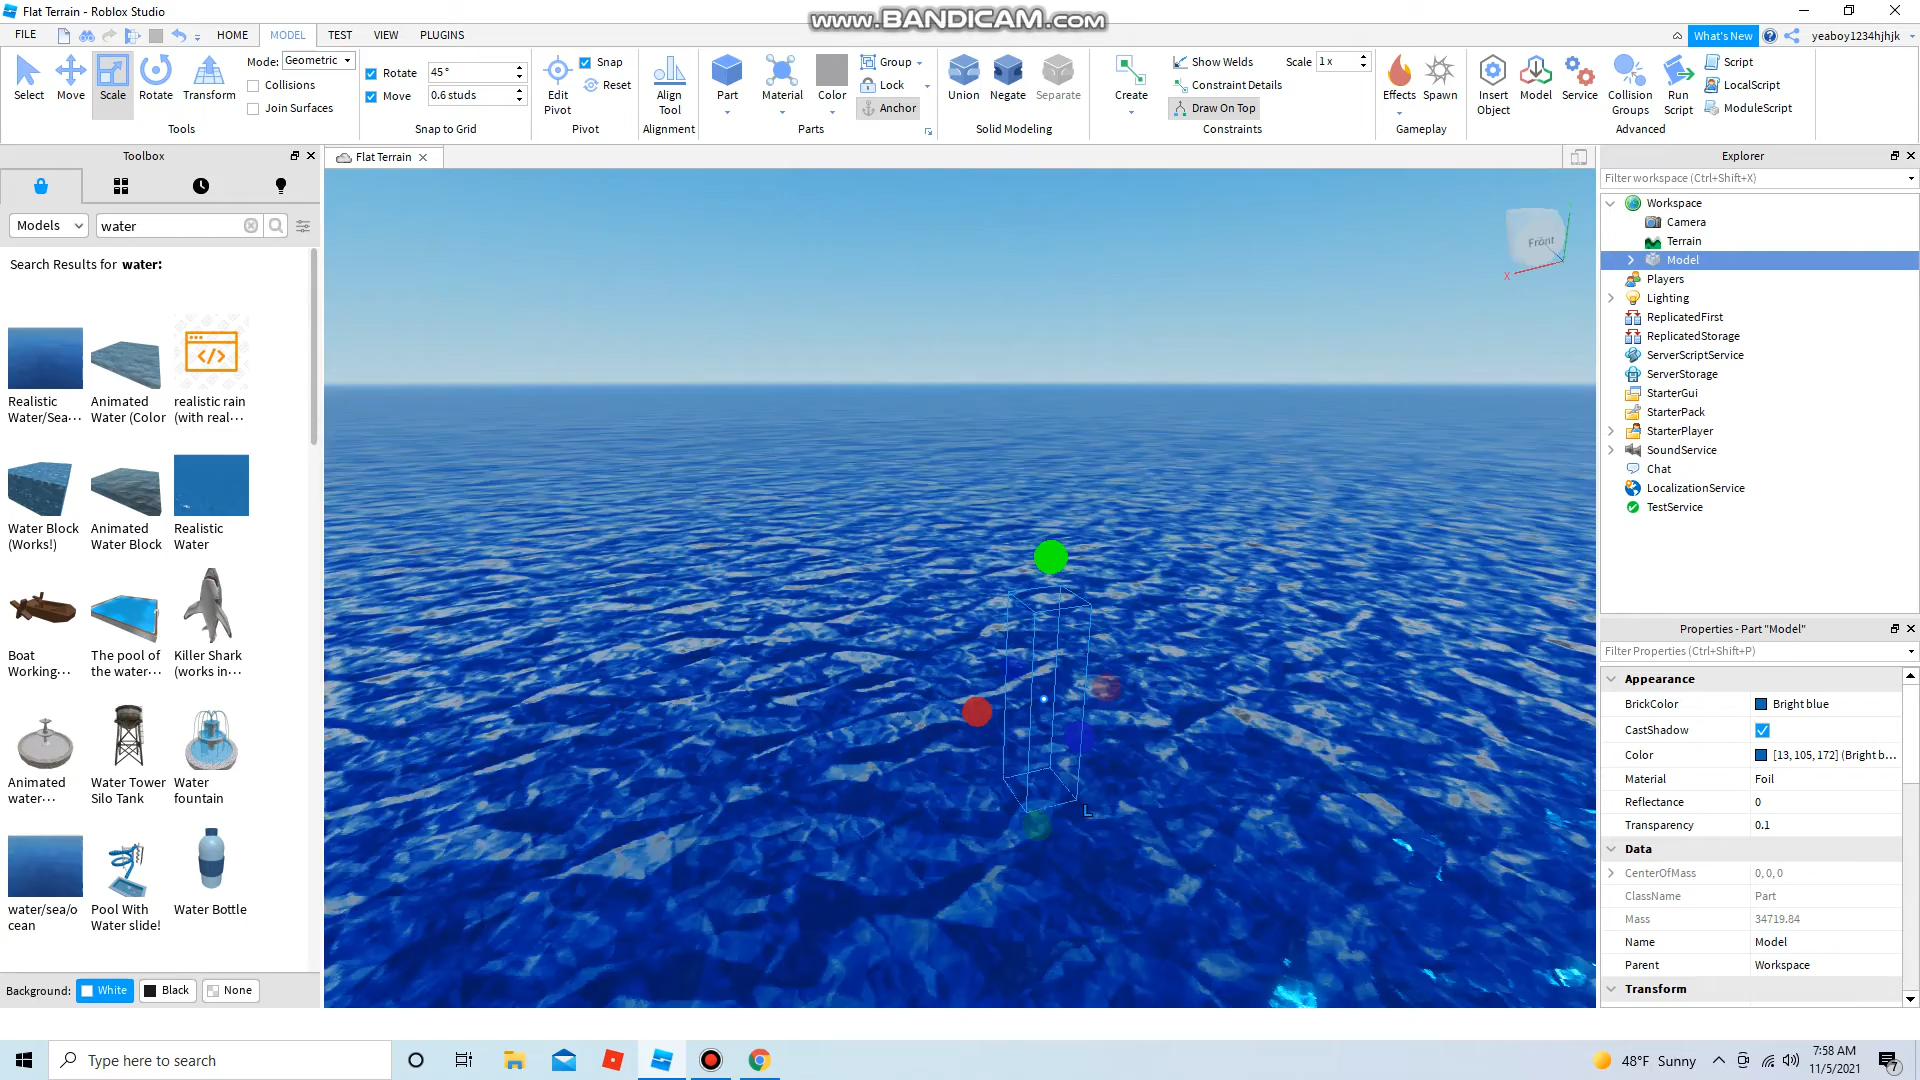 Flat Terrain - Roblox Studio
www.BANDICAM.com
FILE HOME MODEL TEST VIEW PLUGINS What's New yeaboy1234hjhjk
Select Move Scale Rotate Transform
Mode: Geometric
Collisions
Join Surfaces
Tools
Rotate 45°
Move 0.6 studs
Snap to Grid
Edit Pivot
Snap
Reset
Pivot
Align Tool
Alignment
Part Material Color
Group
Lock
Anchor
Parts
Union Negate Separate
Solid Modeling
Create
Show Welds Scale 1 x
Constraint Details
Draw On Top
Constraints
Effects Spawn
Gameplay
Insert Object Model Service Collision Groups Run Script
Script
LocalScript
ModuleScript
Advanced
Toolbox
Models water
Search Results for water:
Realistic Water/Sea···
Animated Water (Color
realistic rain (with real···
Water Block (Works!)
Animated Water Block
Realistic Water
Boat Working···
The pool of the water···
Killer Shark (works in···
Animated water···
Water Tower Silo Tank
Water fountain
water/sea/o cean
Pool With Water slide!
Water Bottle
Background: White Black None
Flat Terrain
Front
X
L
Explorer
Filter workspace (Ctrl+Shift+X)
Workspace
Camera
Terrain
Model
Players
Lighting
ReplicatedFirst
ReplicatedStorage
ServerScriptService
ServerStorage
StarterGui
StarterPack
StarterPlayer
SoundService
Chat
LocalizationService
TestService
Properties - Part "Model"
Filter Properties (Ctrl+Shift+P)
Appearance
BrickColor Bright blue
CastShadow
Color [13, 105, 172] (Bright b...
Material Foil
Reflectance 0
Transparency 0.1
Data
CenterOfMass 0, 0, 0
ClassName Part
Mass 34719.84
Name Model
Parent Workspace
Transform
Type here to search
48°F Sunny
7:58 AM
11/5/2021
7